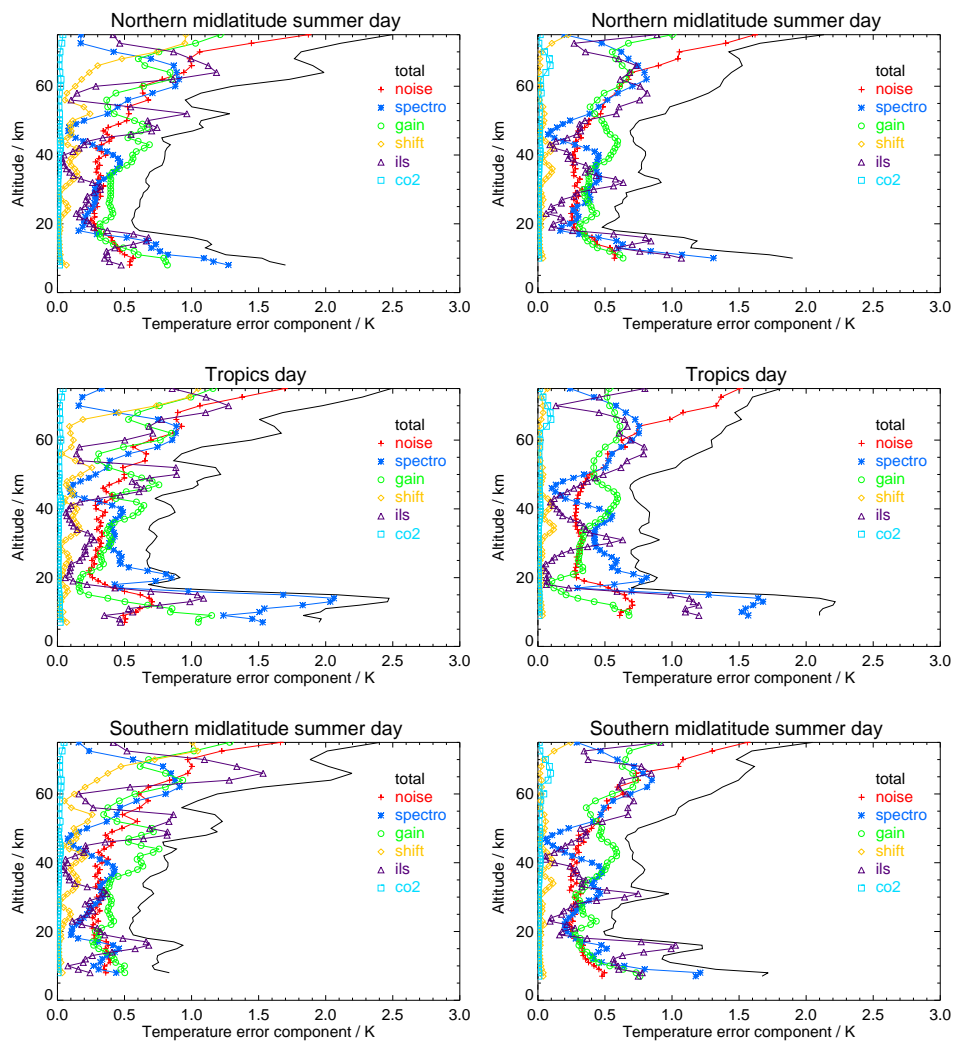 Northern midlatitude summer day
Altitude / km
60
40
20
0
total
noise
spectro
gain
shift
ils
co2
0.0 0.5 1.0 1.5 2.0 2.5 3.0
Temperature error component / K
Northern midlatitude summer day
Altitude / km
60
40
20
0
total
noise
spectro
gain
shift
ils
co2
0.0 0.5 1.0 1.5 2.0 2.5 3.0
Temperature error component / K
Tropics day
Altitude / km
60
40
20
0
total
noise
spectro
gain
shift
ils
co2
0.0 0.5 1.0 1.5 2.0 2.5 3.0
Temperature error component / K
Tropics day
Altitude / km
60
40
20
0
total
noise
spectro
gain
shift
ils
co2
0.0 0.5 1.0 1.5 2.0 2.5 3.0
Temperature error component / K
Southern midlatitude summer day
Altitude / km
60
40
20
0
total
noise
spectro
gain
shift
ils
co2
0.0 0.5 1.0 1.5 2.0 2.5 3.0
Temperature error component / K
Southern midlatitude summer day
Altitude / km
60
40
20
0
total
noise
spectro
gain
shift
ils
co2
0.0 0.5 1.0 1.5 2.0 2.5 3.0
Temperature error component / K